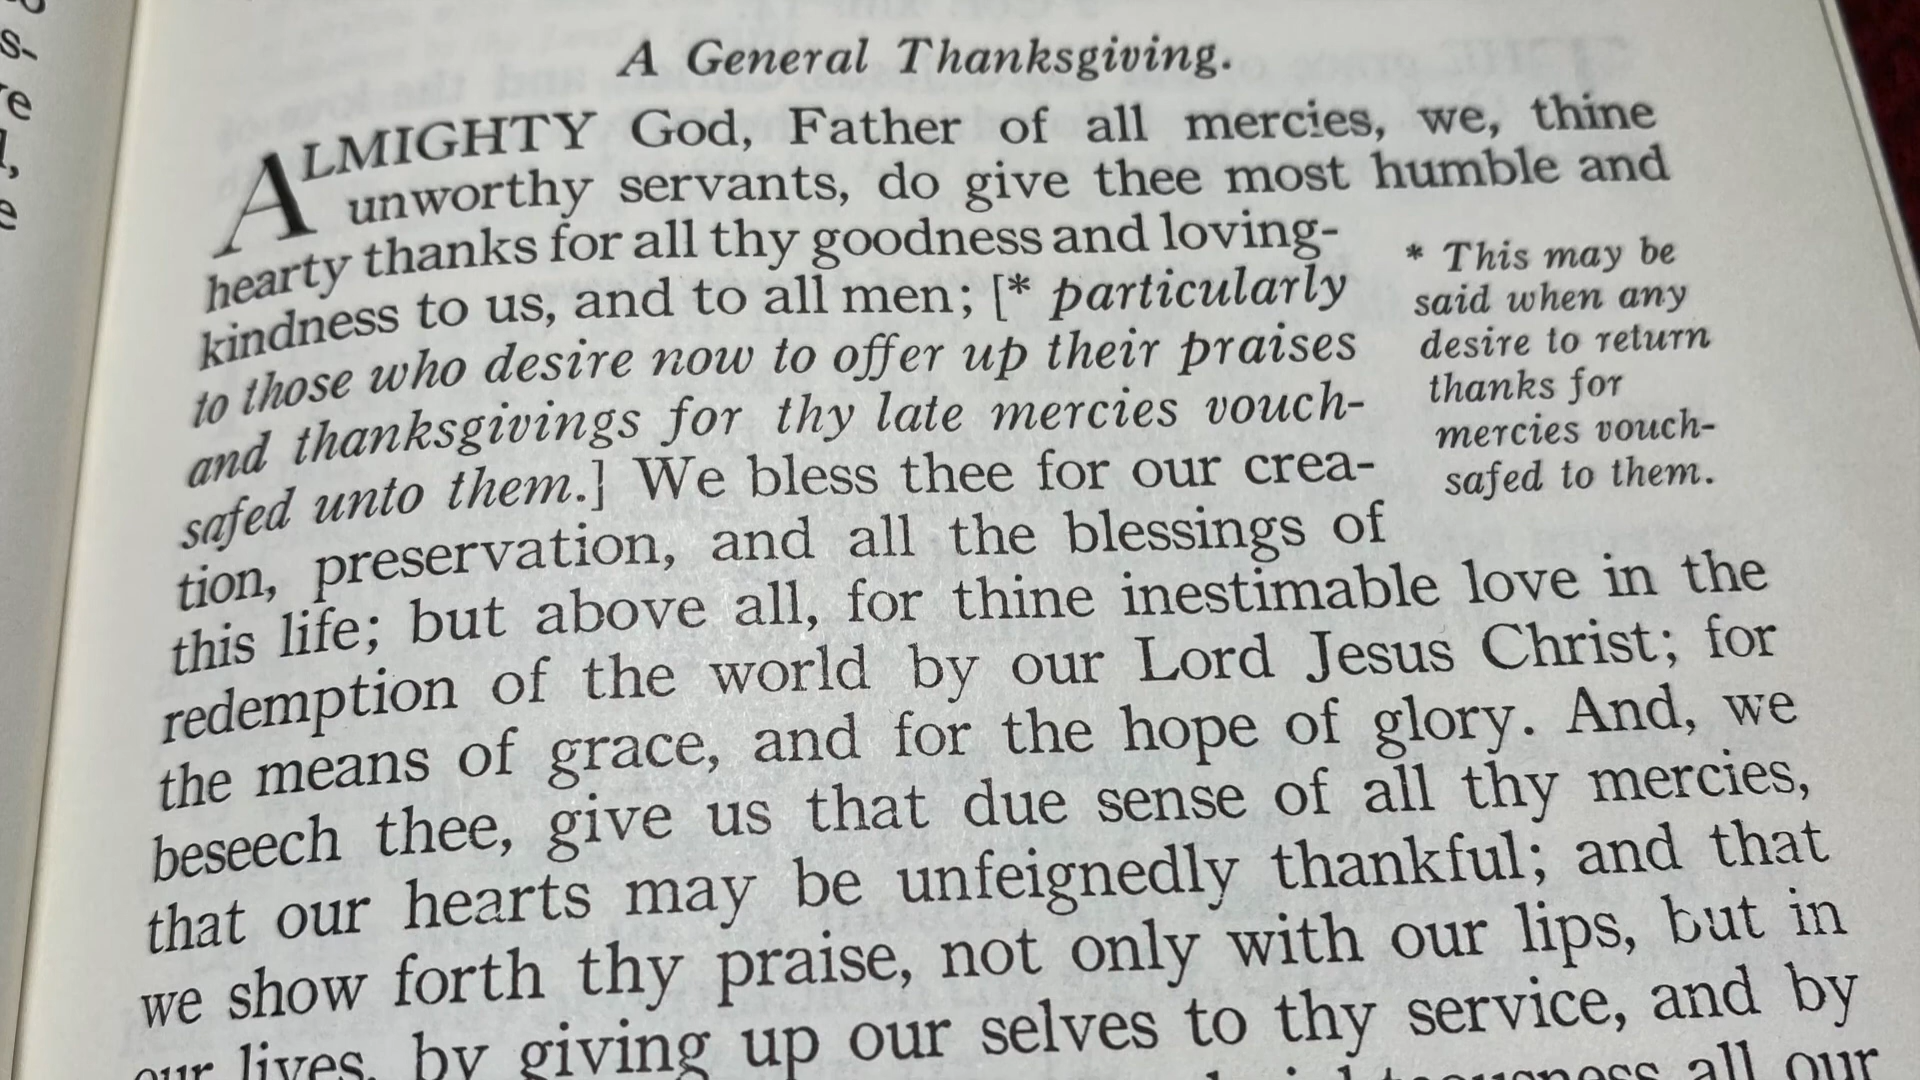 A General Thanksgiving.
ALMIGHTY God, Father of all mercies, we, thine
unworthy servants, do give thee most humble and
hearty thanks for all thy goodness and loving-
kindness to us, and to all men; [* particularly
to those who desire now to offer up their praises
and thanksgivings for thy late mercies vouch-
safed unto them.] We bless thee for our crea-
tion, preservation, and all the blessings of
* This may be
said when any
desire to return
thanks for
mercies vouch-
safed to them.
this life; but above all, for thine inestimable love in the
redemption of the world by our Lord Jesus Christ; for
the means of grace, and for the hope of glory. And, we
beseech thee, give us that due sense of all thy mercies,
that our hearts may be unfeignedly thankful; and that
we show forth thy praise, not only with our lips, but in
our lives, by giving up our selves to thy service, and by
all our